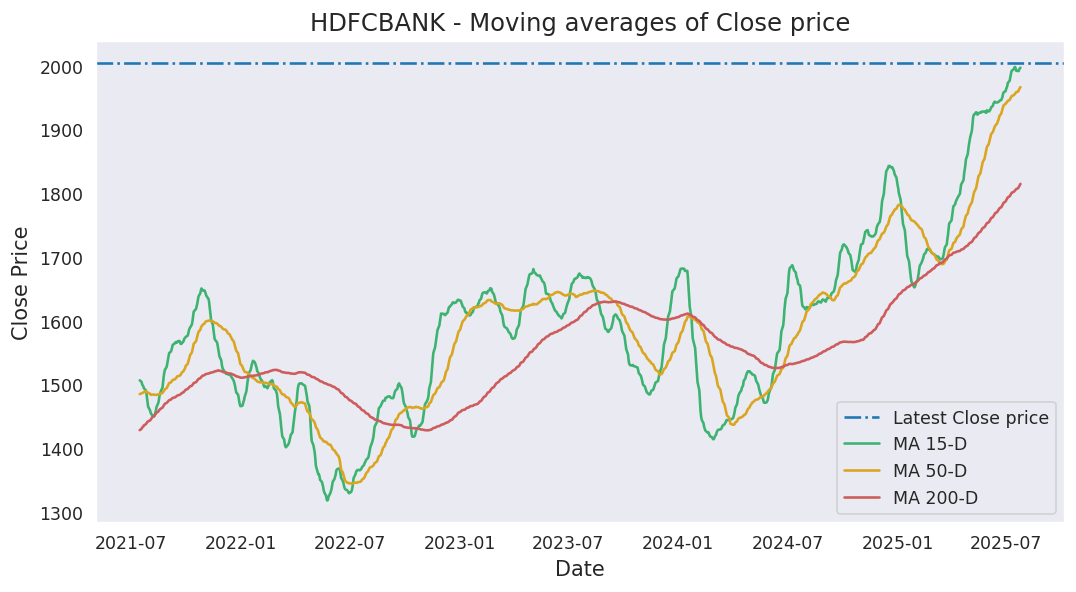 HDFCBANK - Moving averages of Close price
Close Price
2000
1900
1800
1700
1600
1500
1400
1300
2021-07 2022-01 2022-07 2023-01 2023-07 2024-01 2024-07 2025-01 2025-07
Date
Latest Close price
MA 15-D
MA 50-D
MA 200-D